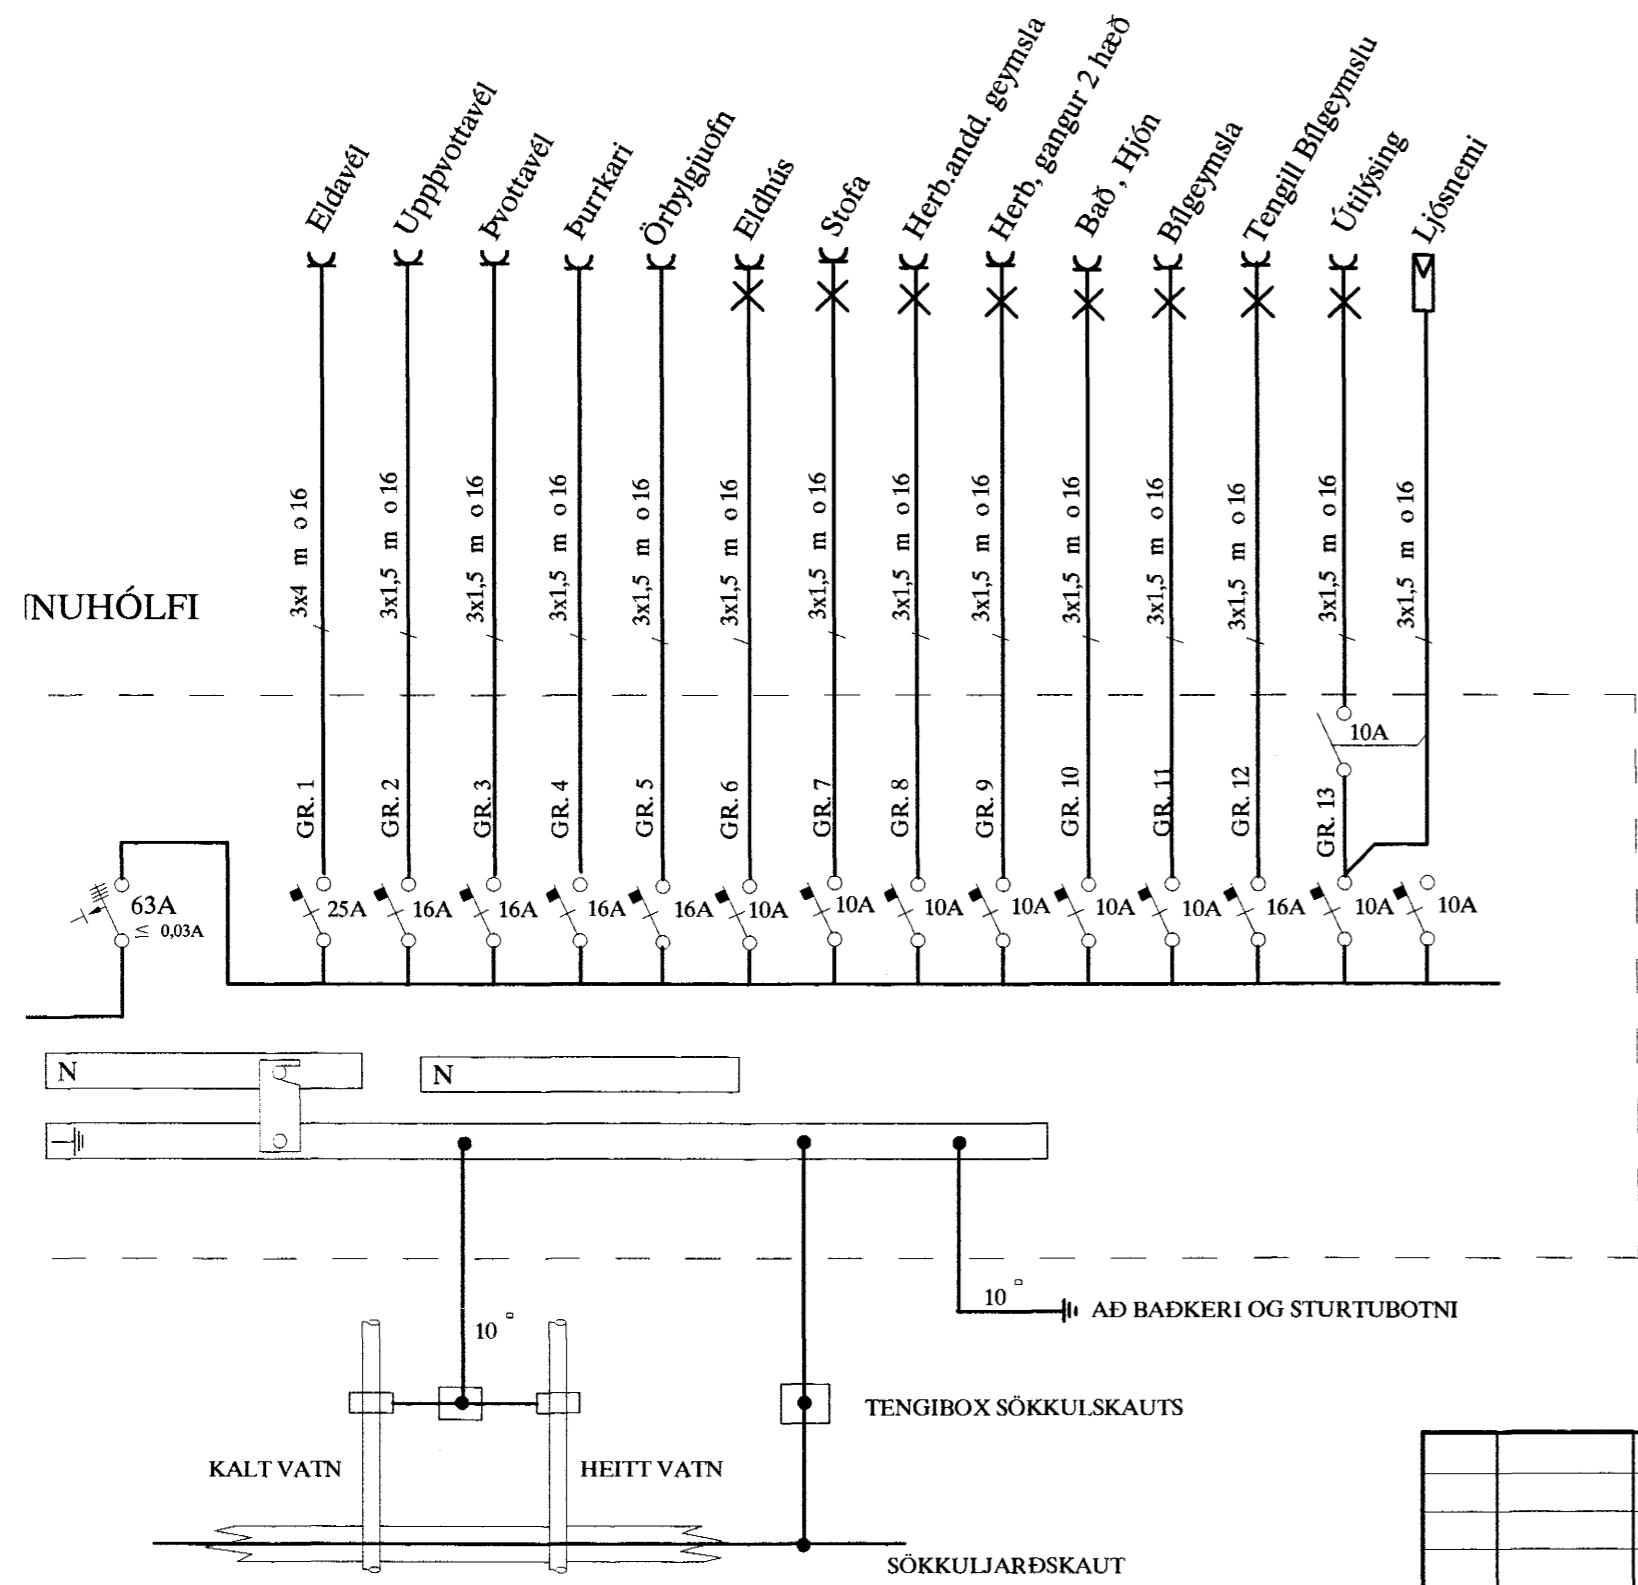 Eldavél
Uppþvottavél
Þvottavél
Þurrkari
Örbylgjuofn
Eldhús
Stofa
Herb.andd. geymsla
Herb, gangur 2 hæð
Bað , Hjón
Bílgeymsla
Tengill Bílgeymslu
Útilýsing
Ljósnemi
3x4 m o 16
3x1,5 m o 16
3x1,5 m o 16
3x1,5 m o 16
3x1,5 m o 16
3x1,5 m o 16
3x1,5 m o 16
3x1,5 m o 16
3x1,5 m o 16
3x1,5 m o 16
3x1,5 m o 16
3x1,5 m o 16
3x1,5 m o 16
3x1,5 m o 16
NUHÓLFI
10A
GR. 1
GR. 2
GR. 3
GR. 4
GR. 5
GR. 6
GR. 7
GR. 8
GR. 9
GR. 10
GR. 11
GR. 12
GR. 13
63A
≤ 0,03A
25A
16A
16A
16A
16A
10A
10A
10A
10A
10A
10A
16A
10A
10A
N
N
10
AÐ BAÐKERI OG STURTUBOTNI
10
TENGIBOX SÖKKULSKAUTS
KALT VATN
HEITT VATN
SÖKKULJARÐSKAUT